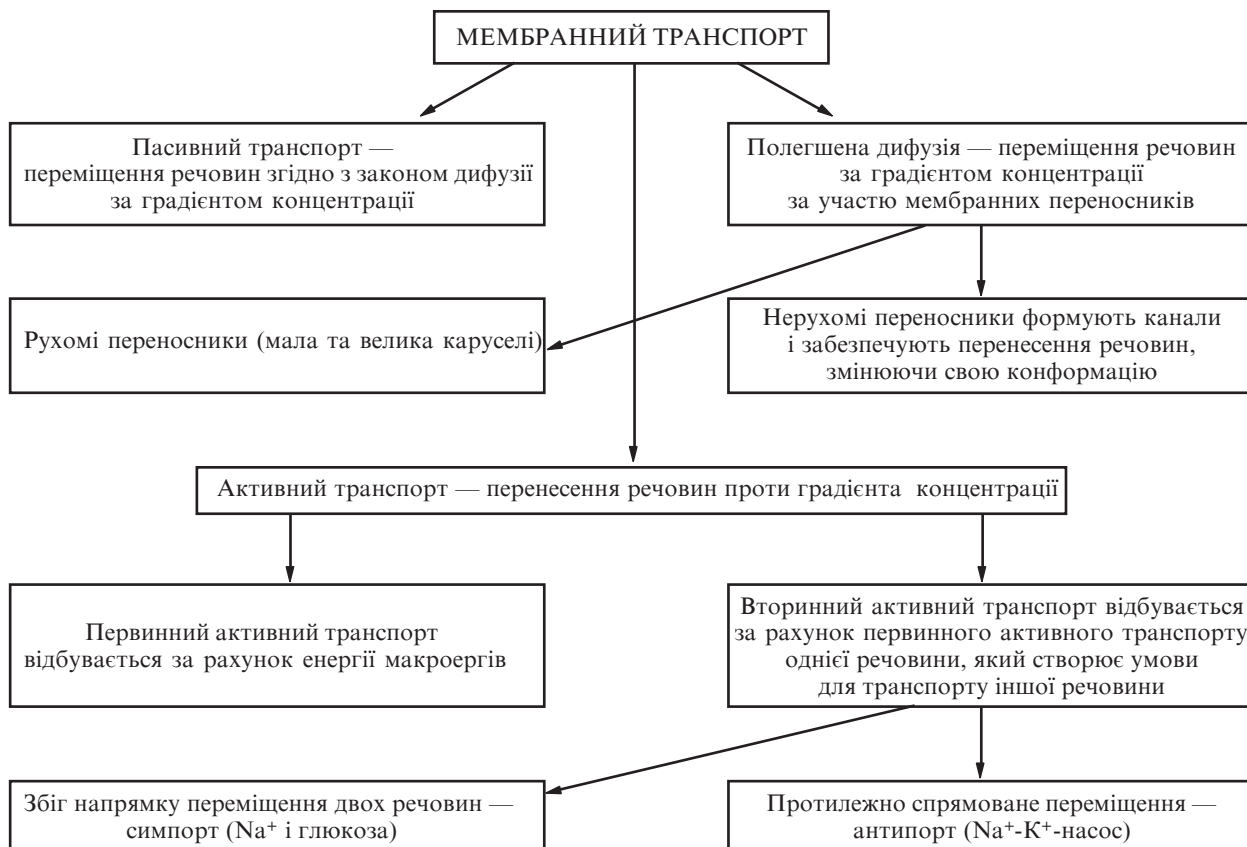 МЕМБРАННИЙ ТРАНСПОРТ
Пасивний транспорт —
переміщення речовин згідно з законом дифузії
за градієнтом концентрації
Полегшена дифузія — переміщення речовин
за градієнтом концентрації
за участю мембранних переносників
Рухомі переносники (мала та велика каруселі)
Нерухомі переносники формують канали
і забезпечують перенесення речовин,
змінюючи свою конформацію
Активний транспорт — перенесення речовин проти градієнта концентрації
Первинний активний транспорт
відбувається за рахунок енергії макроергів
Вторинний активний транспорт відбувається
за рахунок первинного активного транспорту
однієї речовини, який створює умови
для транспорту іншої речовини
Збіг напрямку переміщення двох речовин —
симпорт (Na⁺ і глюкоза)
Протилежно спрямоване переміщення —
антипорт (Na⁺-K⁺-насос)